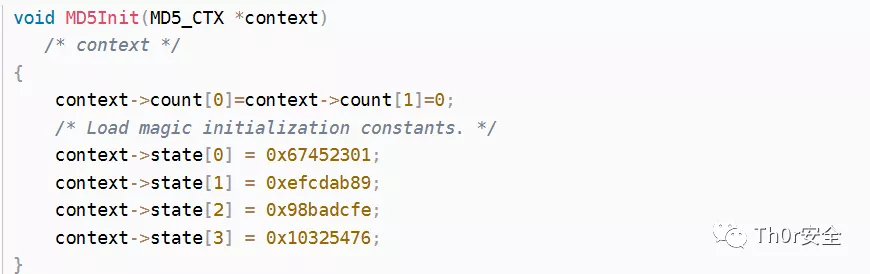 void MD5Init(MD5_CTX *context)
/* context */
{
context->count[0]=context->count[1]=0;
/* Load magic initialization constants. */
context->state[0] = 0x67452301;
context->state[1] = 0xefcdab89;
context->state[2] = 0x98badcfe;
context->state[3] = 0x10325476;
}
Th0r安全